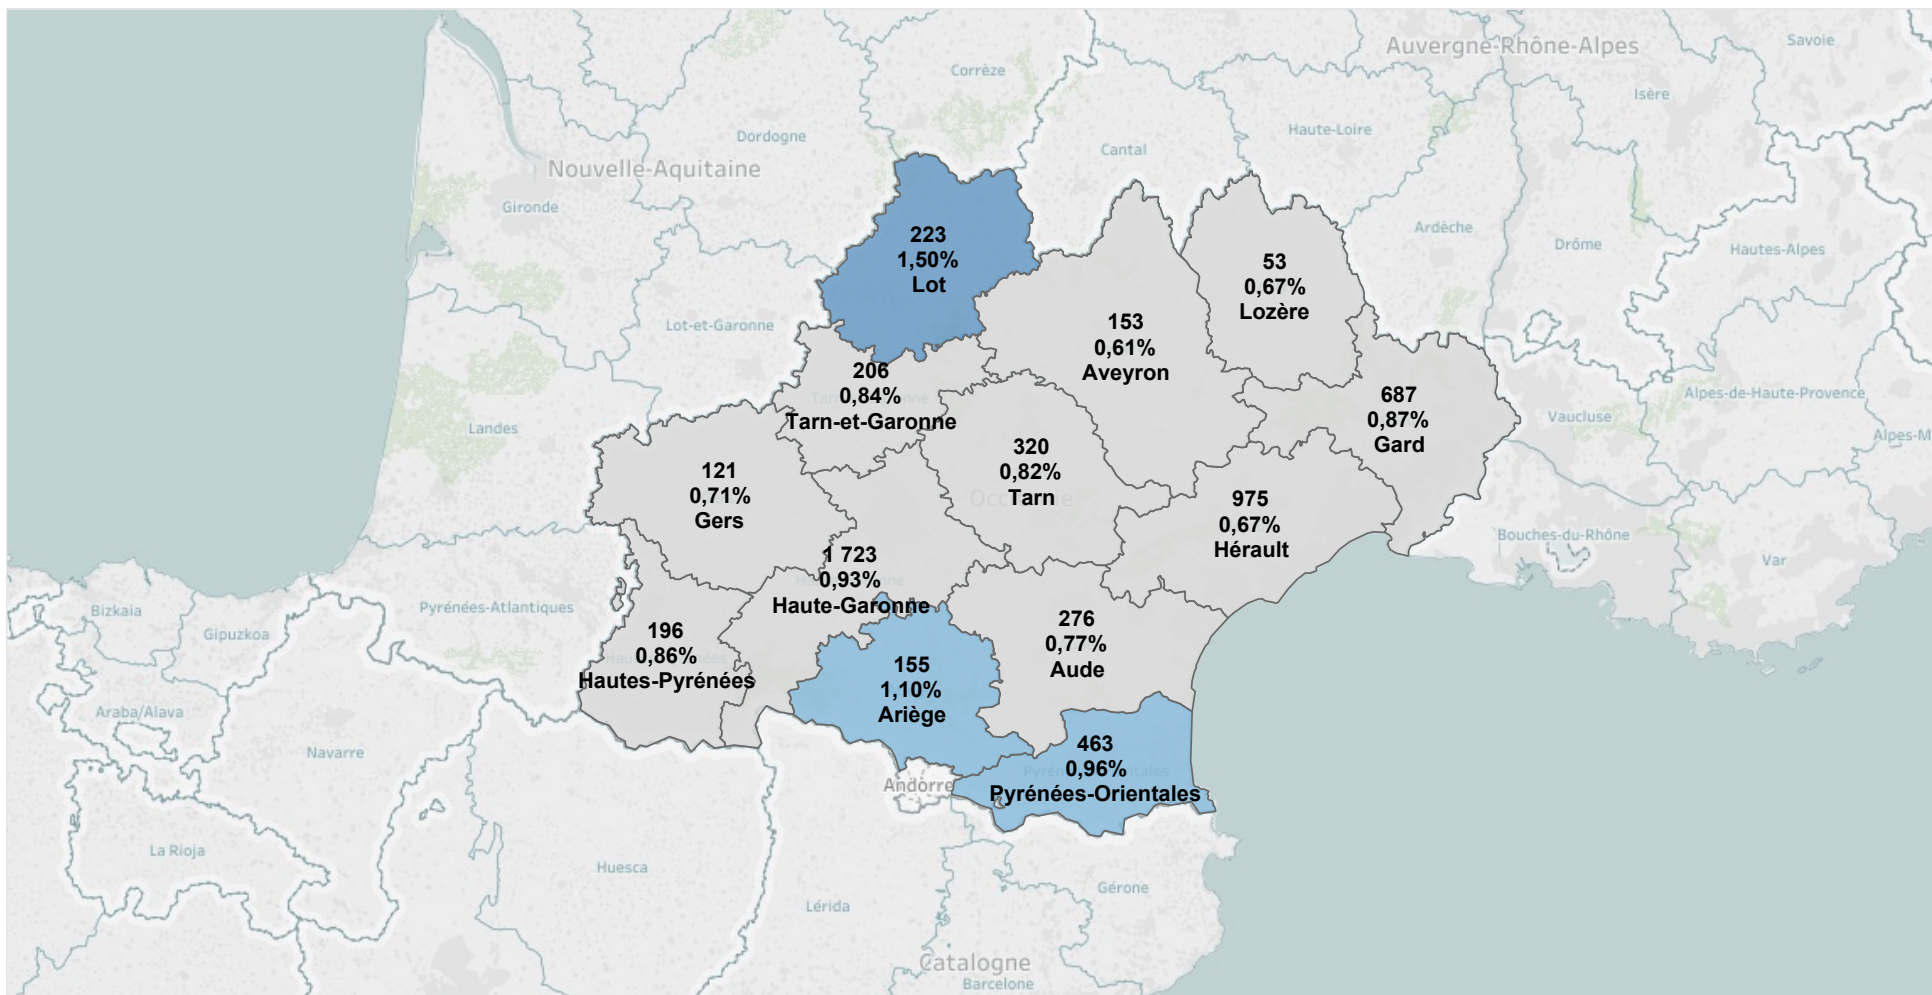 Auvergne-Rhône-Alpes
Savoie
Corrèze
Isère
Dordogne
Haute-Loire
Cantal
Nouvelle-Aquitaine
Gironde
Ardèche
Drôme
Hautes-Alpes
223
1,50%
Lot
53
0,67%
Lozère
Lot-et-Garonne
153
0,61%
Aveyron
206
0,84%
Tarn-et-Garonne
687
0,87%
Gard
Alpes-de-Haute-Provence
Vaucluse
Landes
Alpes-M
320
0,82%
Tarn
121
0,71%
Gers
975
0,67%
Hérault
Bouches-du-Rhône
Var
1 723
0,93%
Haute-Garonne
Pyrénées-Atlantiques
Bizkaia
Gipuzkoa
196
0,86%
Hautes-Pyrénées
276
0,77%
Aude
155
1,10%
Ariège
Araba/Alava
Navarre
463
0,96%
Pyrénées-Orientales
Andorre
La Rioja
Huesca
Lérida
Gérone
Catalogne
Barcelone